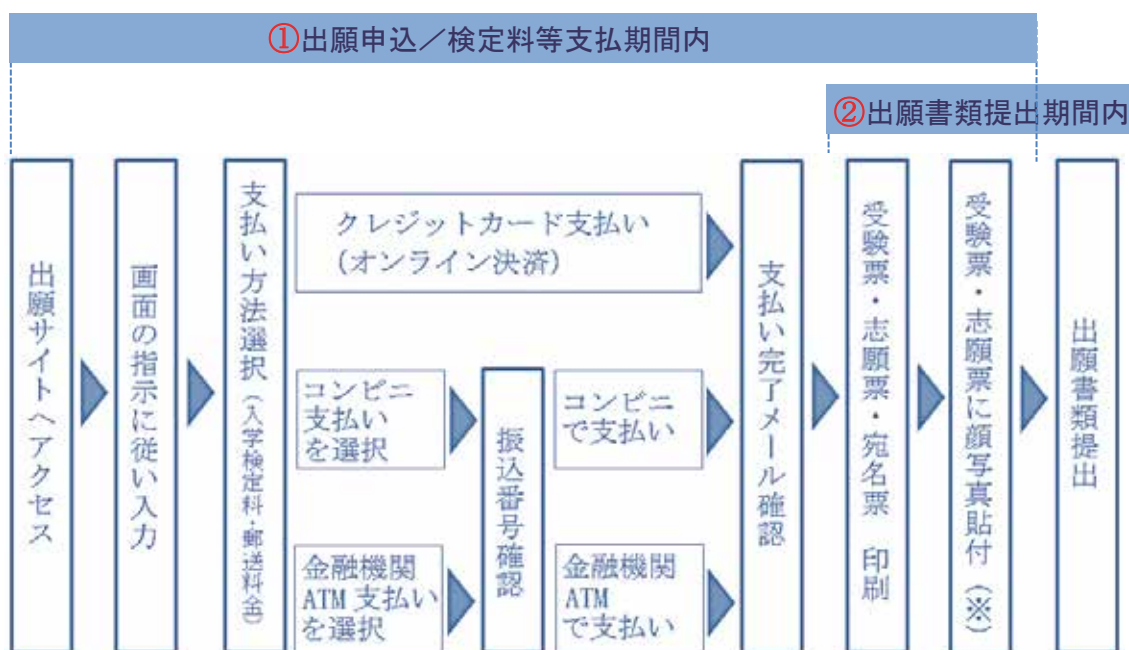 ①出願申込／検定料等支払期間内
②出願書類提出期間内
出願サイトへアクセス
画面の指示に従い入力
支払い方法選択（入学検定料・郵送料金）
クレジットカード支払い
（オンライン決済）
コンビニ
支払い
を選択
金融機関
ATM 支払い
を選択
振込番号確認
コンビニ
で支払い
金融機関
ATM
で支払い
支払い完了メール確認
受験票・志願票・宛名票　印刷
受験票・志願票に顔写真貼付（※）
出願書類提出